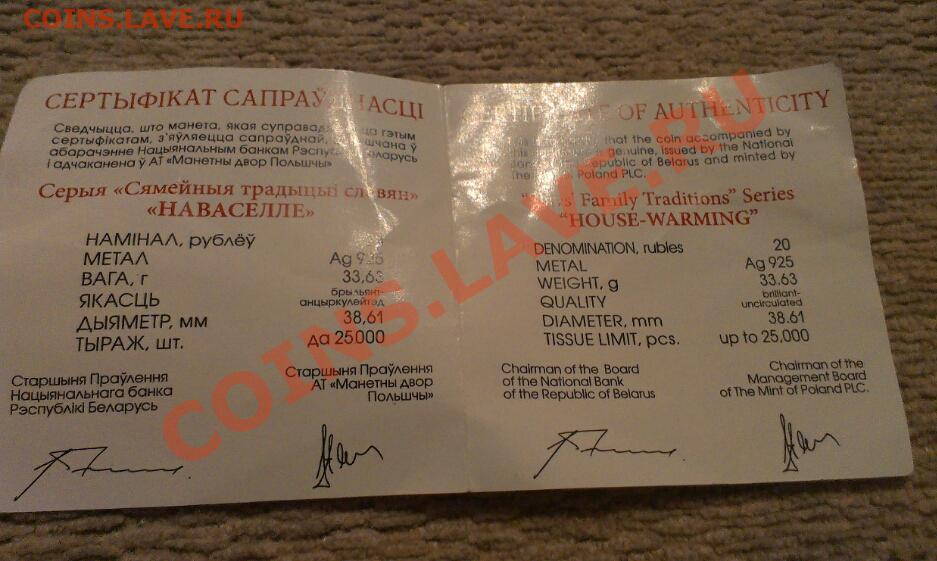 COINS.LAVE.RU
СЕРТЫФІКАТ
Сведчыцца, што манета, якая гэтым
сертыфікатам, з'яўляецца сапраўднай, ў
абарачэнне Нацыянальным банкам Беларусь
і адчаканена ў АТ «Манетны двор Польшчы»
Серыя «Сямейныя традыцыі славян»
«НАВАСЕЛЛЕ»
НАМІНАЛ, рублёў
МЕТАЛ Ag 925
ВАГА, г 33,63
ЯКАСЦЬ брыльянт-
анцыркулейтэд
ДЫЯМЕТР, мм 38,61
ТЫРАЖ, шт. да 25000
Старшыня Праўлення
Нацыянальнага банка
Рэспублікі Беларусь
Старшыня Праўлення
АТ «Манетны двор
Польшчы»
OF AUTHENTICITY
that the coin accompanied by
genuine, issued by the National
Republic of Belarus and minted by
Poland PLC.
Family Traditions" Series
"HOUSE-WARMING"
DENOMINATION, rubles 20
METAL Ag 925
WEIGHT, g 33.63
QUALITY brilliant-
uncirculated
DIAMETER, mm 38.61
TISSUE LIMIT, pcs. up to 25,000
Chairman of the Board
of the National Bank
of the Republic of Belarus
Chairman of the
Management Board
of The Mint of Poland PLC.
COINS.LAVE.RU